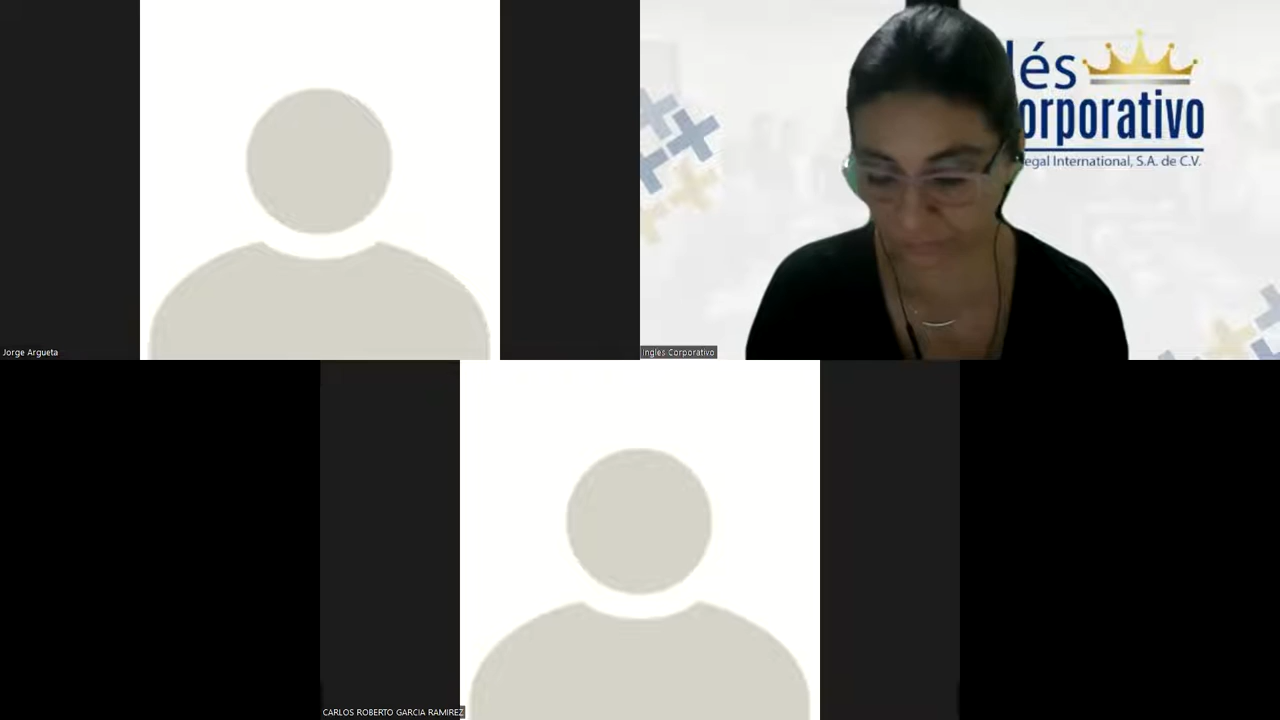 lés
orporativo
egal International, S.A. de C.V.
Jorge Argueta
Ingles Corporativo
CARLOS ROBERTO GARCIA RAMIREZ